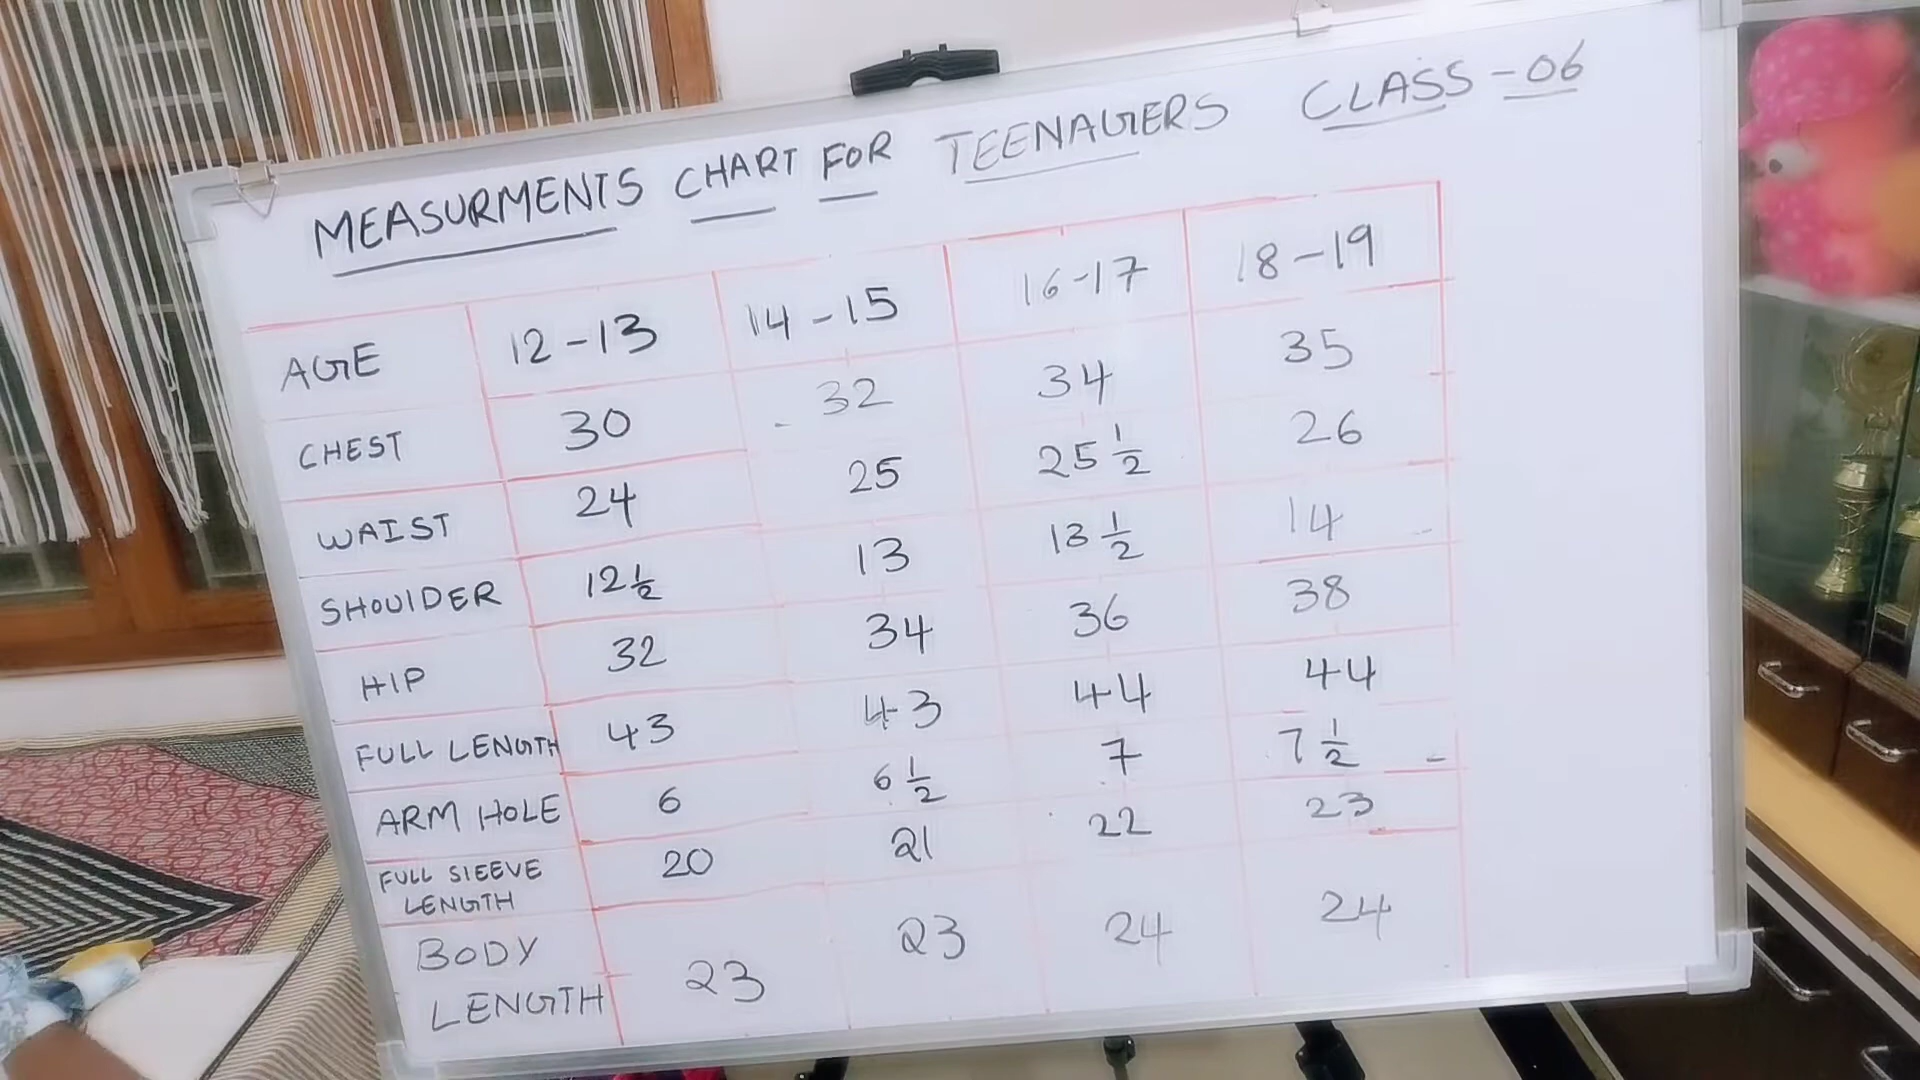 MEASURMENTS CHART FOR TEENAGERS CLASS-06
AGE 12-13 14-15 16-17 18-19
CHEST 30 32 34 35
WAIST 24 25 25 1/2 26
SHOULDER 12 1/2 13 13 1/2 14
HIP 32 34 36 38
FULL LENGTH 43 43 44 44
ARM HOLE 6 6 1/2 7 7 1/2
FULL SLEEVE LENGTH 20 21 22 23
BODY LENGTH 23 23 24 24